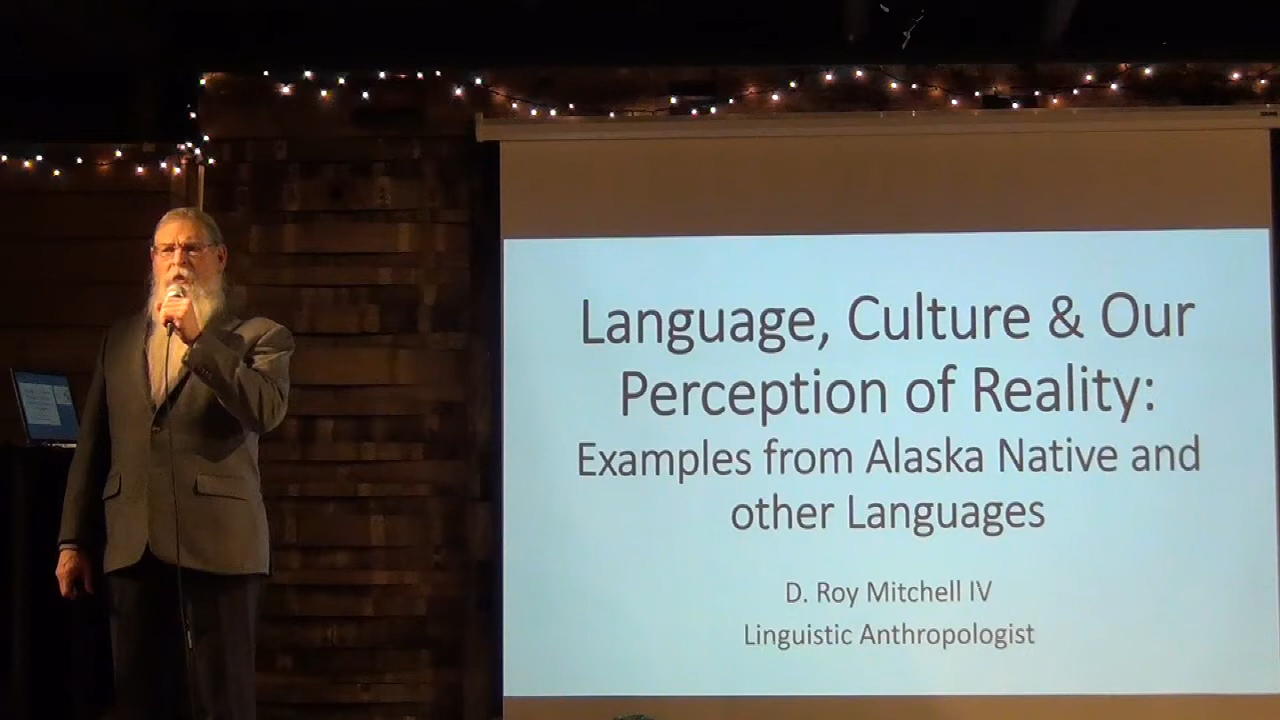 Language, Culture & Our
Perception of Reality:
Examples from Alaska Native and
other Languages
D. Roy Mitchell IV
Linguistic Anthropologist